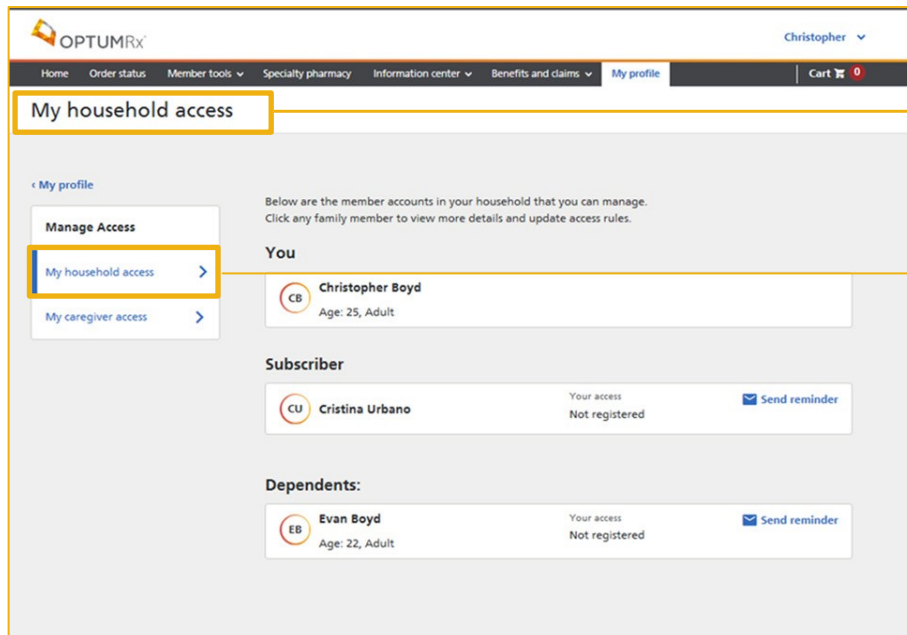 OPTUMRx
Christopher
Home Order status Member tools Specialty pharmacy Information center Benefits and claims My profile Cart 0
My household access
‹ My profile
Manage Access
My household access
My caregiver access
Below are the member accounts in your household that you can manage.
Click any family member to view more details and update access rules.
You
CB Christopher Boyd
Age: 25, Adult
Subscriber
CU Cristina Urbano
Your access
Not registered
Send reminder
Dependents:
EB Evan Boyd
Age: 22, Adult
Your access
Not registered
Send reminder